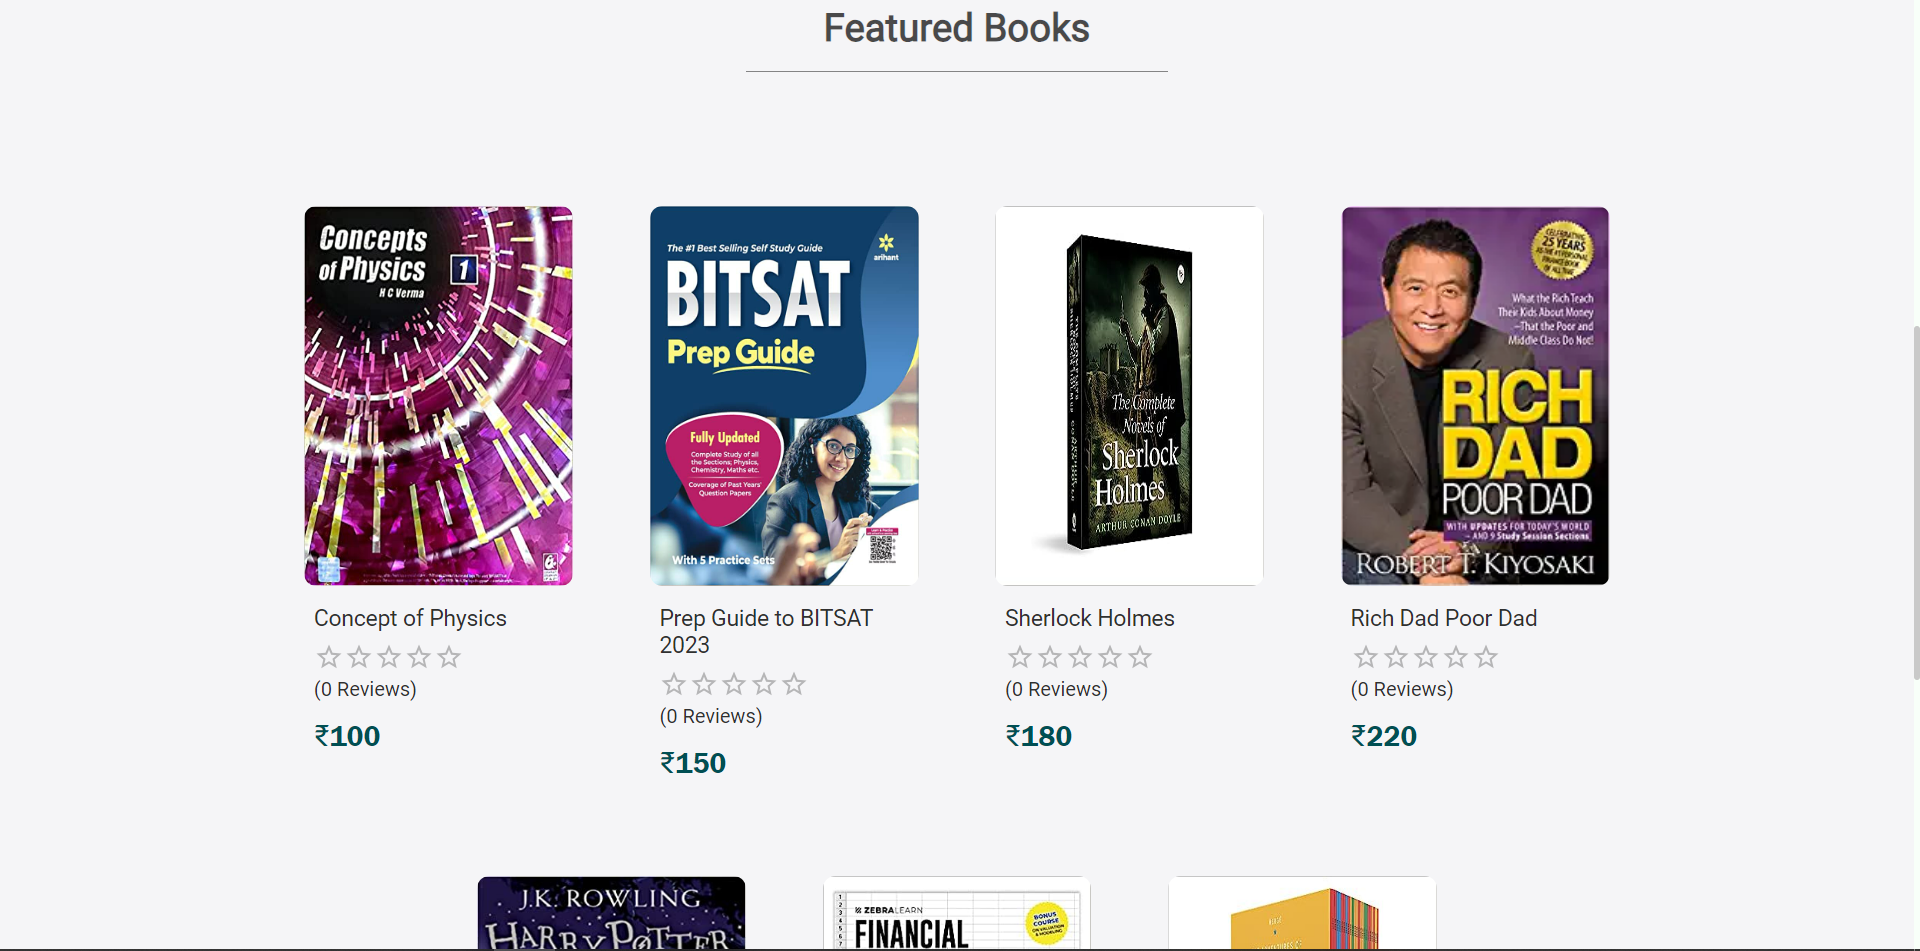 Featured Books
Concepts
of Physics 1
H C Verma
The #1 Best Selling Self Study Guide
arihant
BITSAT
Prep Guide
Fully Updated
Complete Study of all
the Sections; Physics,
Chemistry, Maths etc.
Coverage of Past Years'
Question Papers
With 5 Practice Sets
The Complete
Novels of
Sherlock
Holmes
ARTHUR CONAN DOYLE
CELEBRATING
25 YEARS
What the Rich Teach
Their Kids About Money
–That the Poor and
Middle Class Do Not!
RICH
DAD
POOR DAD
WITH UPDATES FOR TODAY'S WORLD
– AND 9 Study Session Sections
ROBERT T. KIYOSAKI
Concept of Physics
(0 Reviews)
₹100
Prep Guide to BITSAT
2023
(0 Reviews)
₹150
Sherlock Holmes
(0 Reviews)
₹180
Rich Dad Poor Dad
(0 Reviews)
₹220
J.K. ROWLING
HARRY POTTER
ZEBRALEARN
FINANCIAL
BONUS
COURSE
ON VALUATION
& MODELING